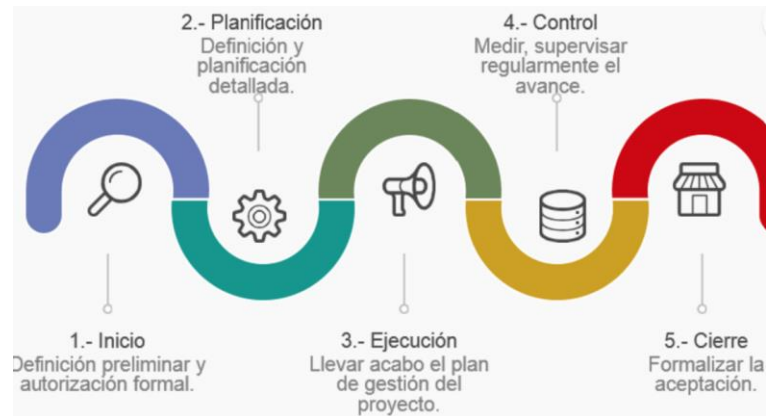 1.- Inicio
Definición preliminar y
autorización formal.
2.- Planificación
Definición y
planificación
detallada.
3.- Ejecución
Llevar acabo el plan
de gestión del
proyecto.
4.- Control
Medir, supervisar
regularmente el
avance.
5.- Cierre
Formalizar la
aceptación.